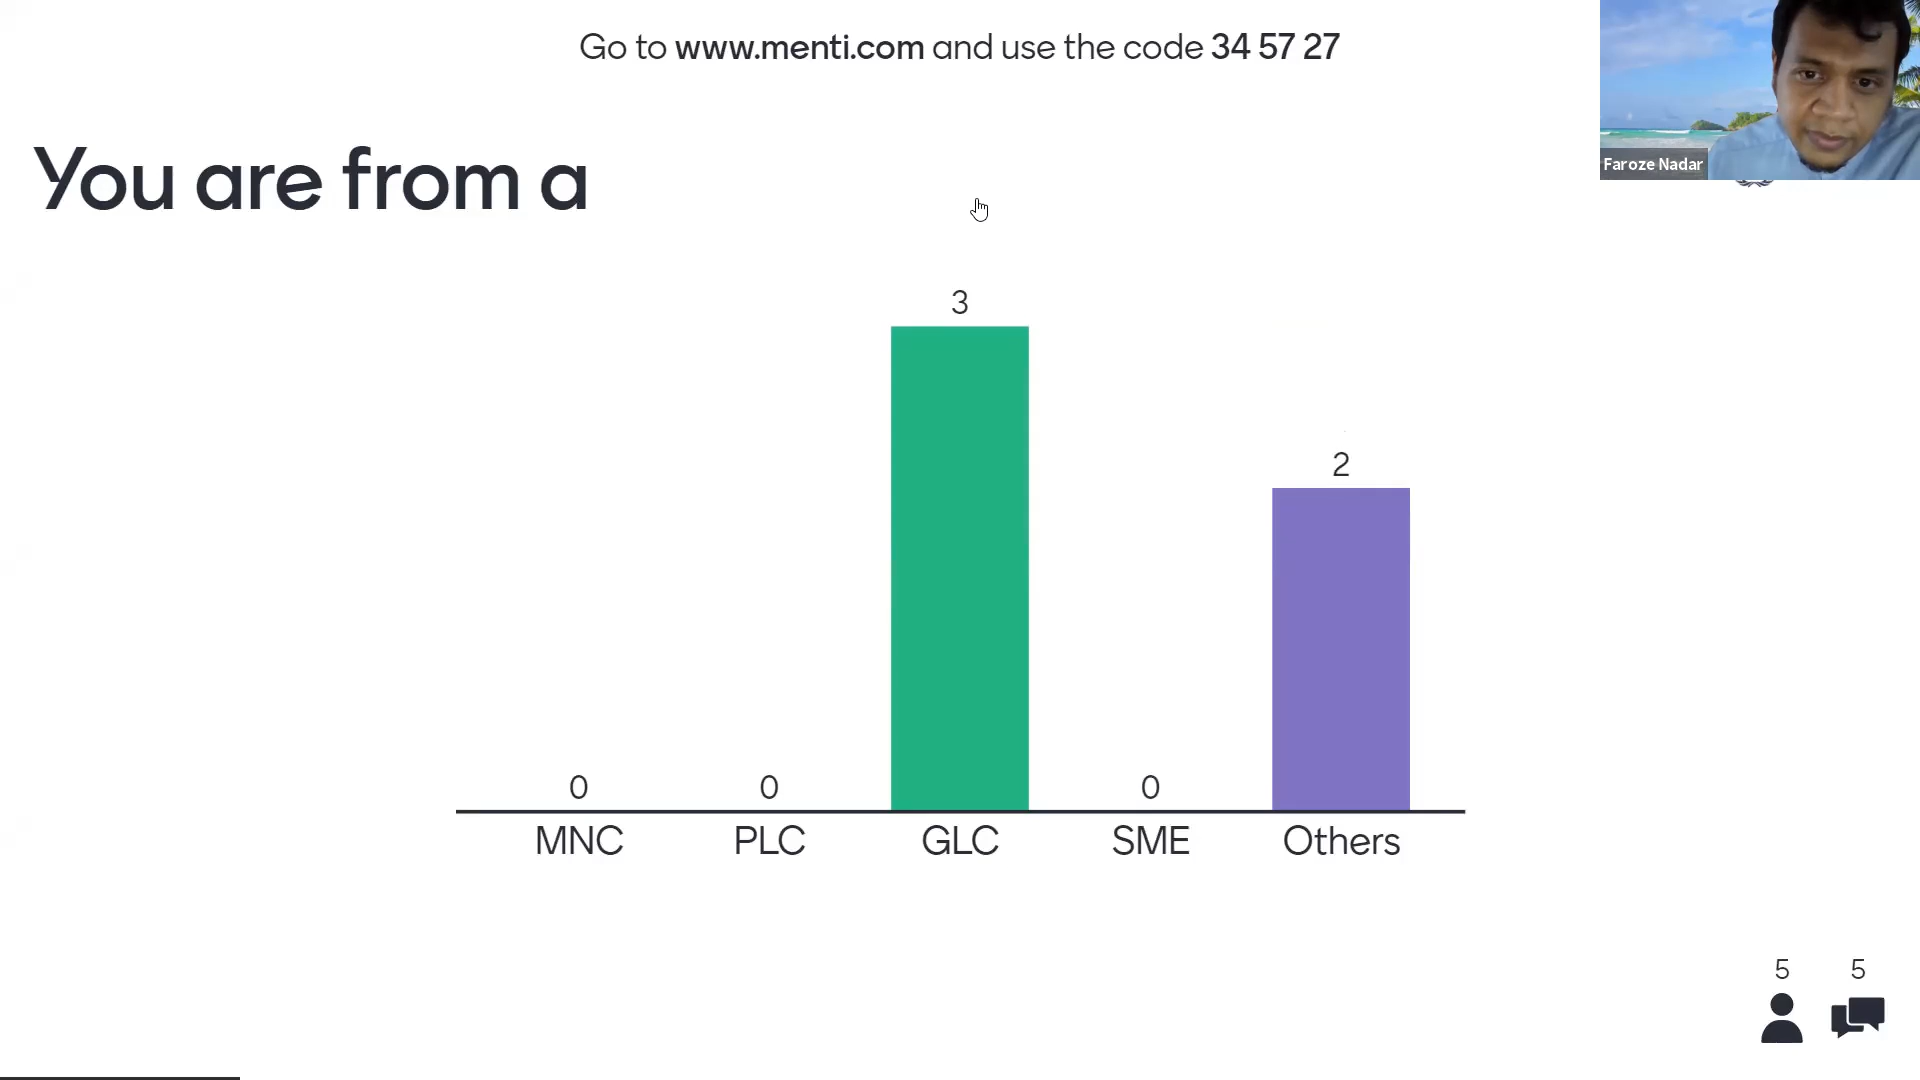 Go to www.menti.com and use the code 34 57 27
Faroze Nadar
You are from a
3
2
0
0
0
MNC
PLC
GLC
SME
Others
5
5